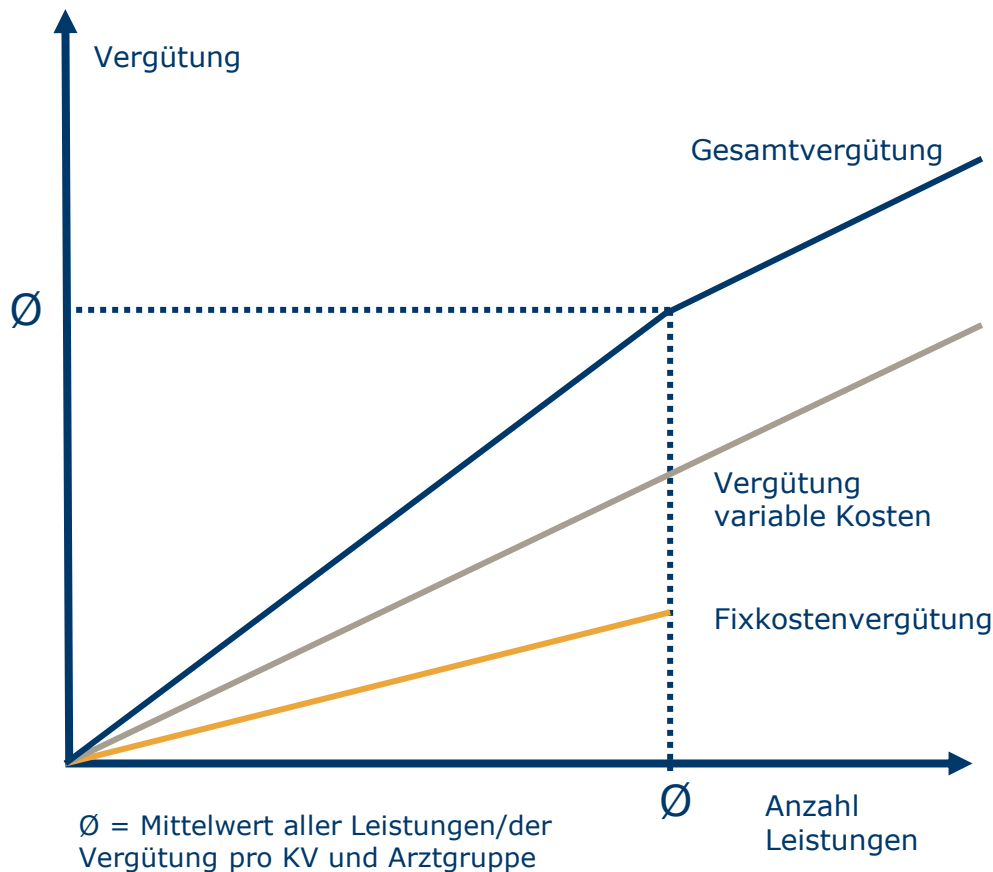 Vergütung
Gesamtvergütung
Ø
Vergütung
variable Kosten
Fixkostenvergütung
Ø
Anzahl
Leistungen
Ø = Mittelwert aller Leistungen/der
Vergütung pro KV und Arztgruppe